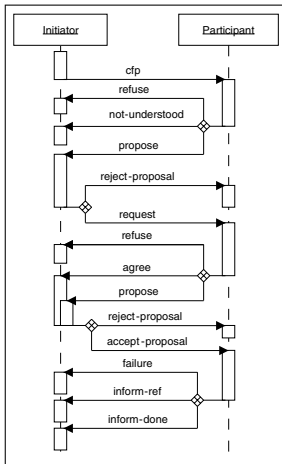 Initiator
Participant
cfp
refuse
not-understood
propose
reject-proposal
request
refuse
agree
propose
reject-proposal
accept-proposal
failure
inform-ref
inform-done